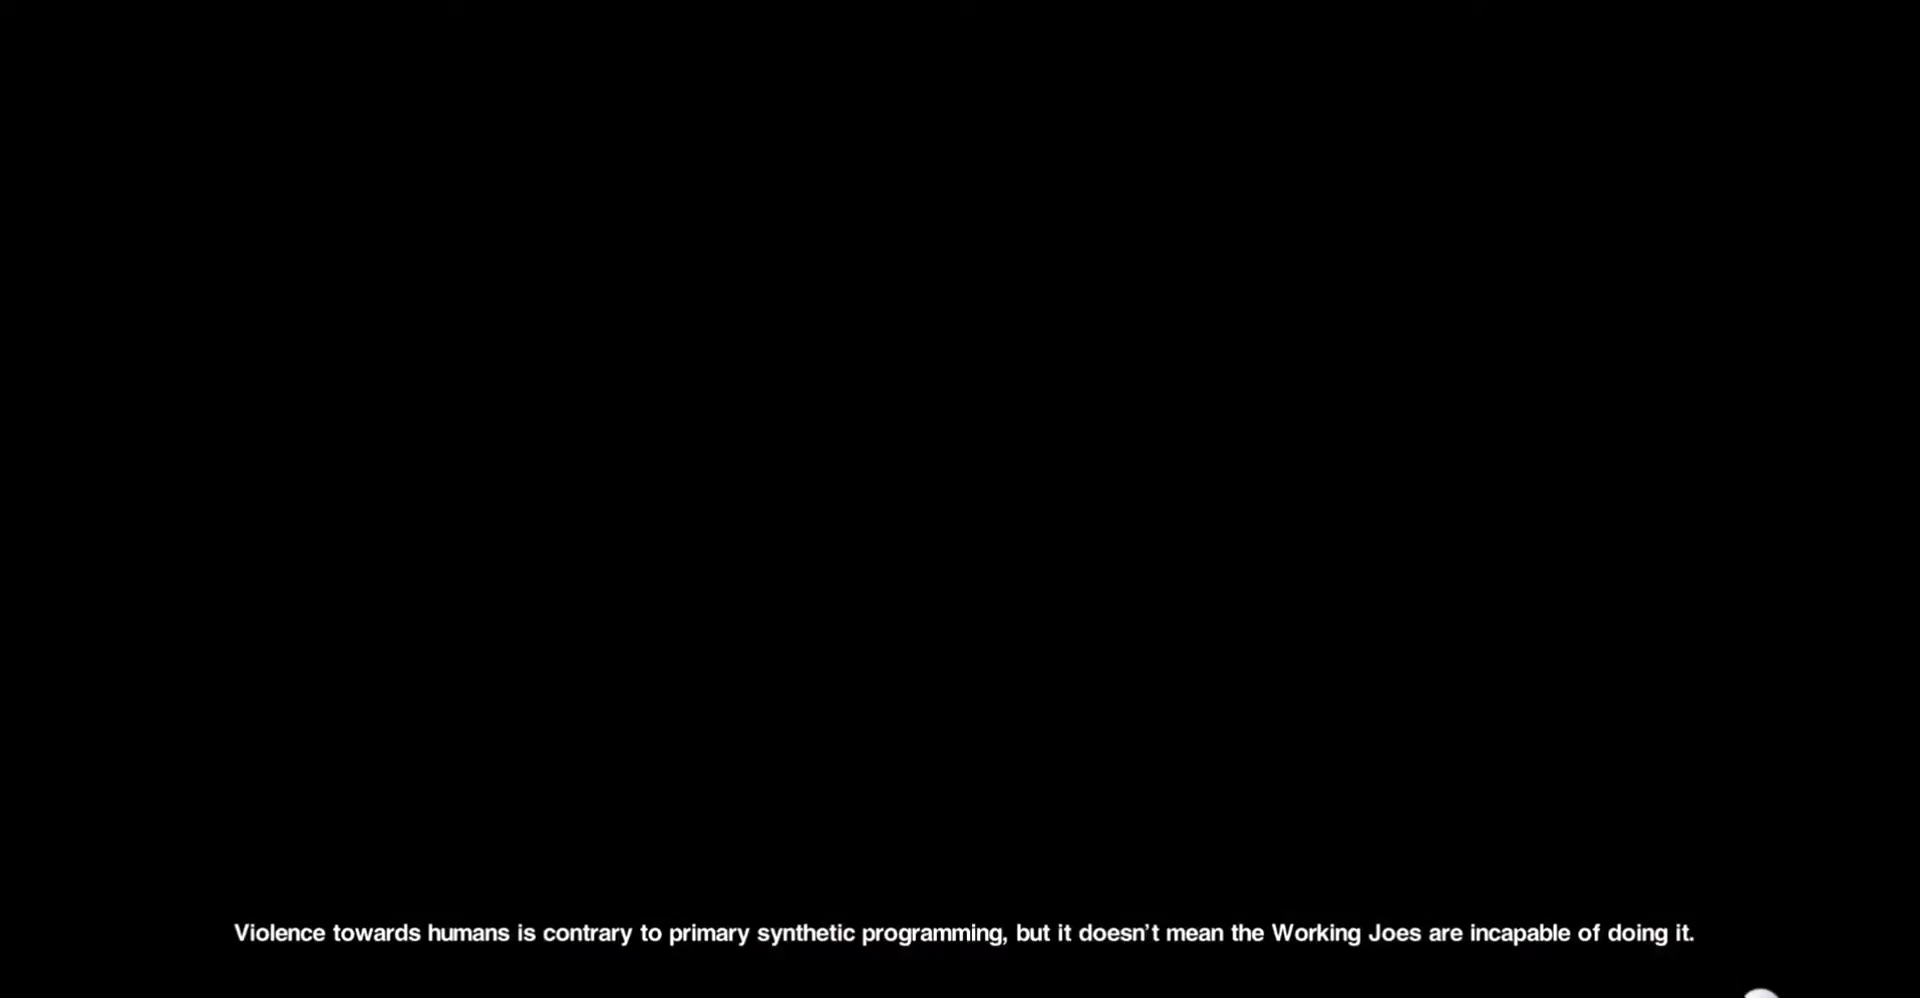 Violence towards humans is contrary to primary synthetic programming, but it doesn’t mean the Working Joes are incapable of doing it.